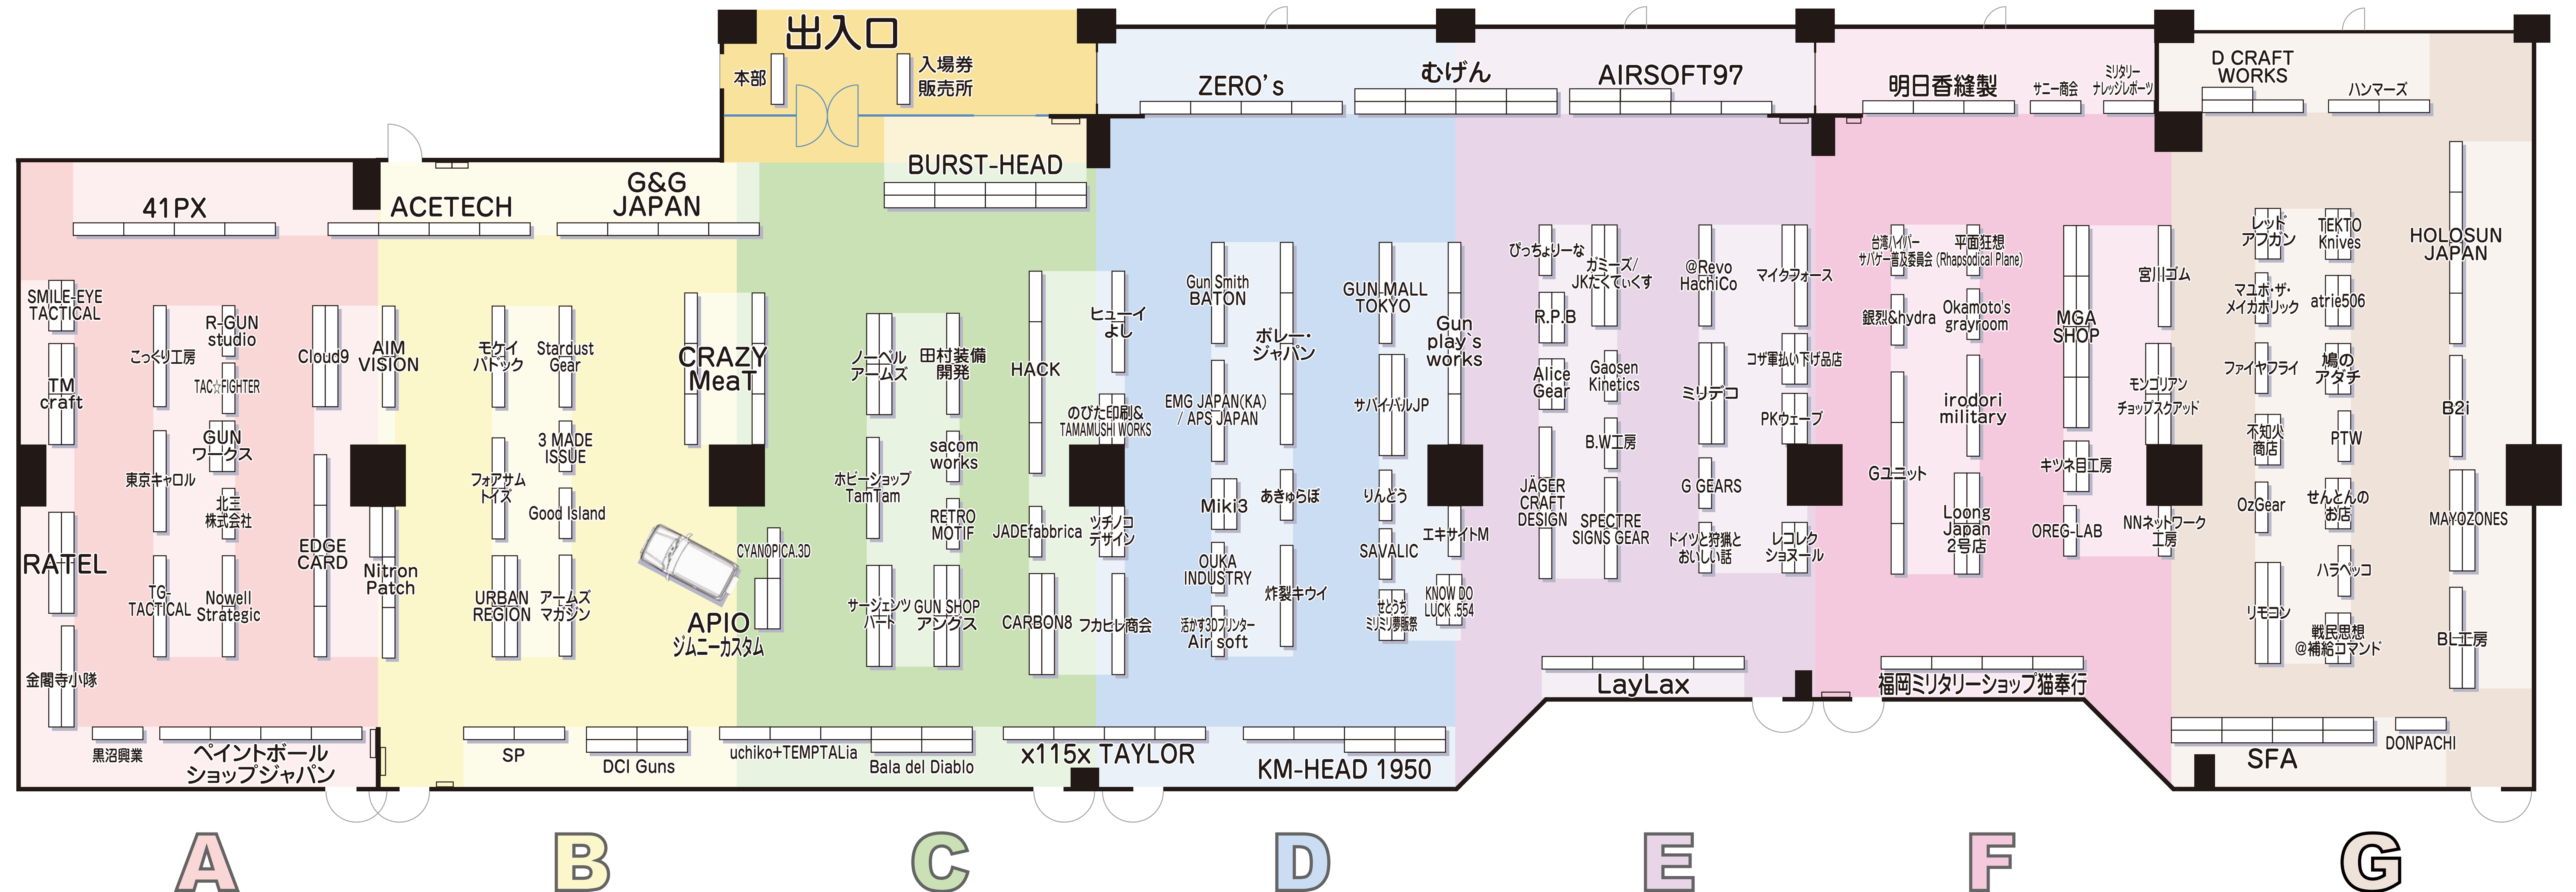 出入口
本部
入場券
販売所
41PX
ACETECH
G&G
JAPAN
BURST-HEAD
ZERO's
むげん
AIRSOFT97
明日香縫製
サニー商会
ミリタリー
ナレッジレポーツ
D CRAFT
WORKS
ハンマーズ
SMILE-EYE
TACTICAL
TM
craft
RATEL
金閣寺小隊
こっくり工房
東京キャロル
TG-
TACTICAL
R-GUN
studio
TAC☆FIGHTER
GUN
ワークス
北三
株式会社
Nowell
Strategic
Cloud9
EDGE
CARD
AIM
VISION
Nitron
Patch
黒沼興業
ペイントボール
ショップジャパン
モケイ
パドック
フォアサム
トイズ
URBAN
REGION
Stardust
Gear
3 MADE
ISSUE
Good Island
アームズ
マガジン
CRAZY
MeaT
CYANOPICA.3D
APIO
ジムニーカスタム
SP
DCI Guns
uchiko+TEMPTALia
Bala del Diablo
ノーベル
アームズ
ホビーショップ
TamTam
サージェンツ
ハート
田村装備
開発
sacom
works
RETRO
MOTIF
GUN SHOP
アングス
HACK
JADEfabbrica
CARBON8
ヒューイ
よし
のびた印刷&
TAMAMUSHI WORKS
ツチノコ
デザイン
フカヒレ商会
x115x TAYLOR
Gun Smith
BATON
EMG JAPAN(KA)
/ APS JAPAN
Miki3
OUKA
INDUSTRY
活かす3Dプリンター
Air soft
ボレー・
ジャパン
あきゅらぼ
炸裂キウイ
GUN MALL
TOKYO
サバイバルJP
りんどう
SAVALIC
せとうち
ミリミリ夢販祭
Gun
play's
works
エキサイトM
KNOW DO
LUCK .554
KM-HEAD 1950
ぴっちょりーな
R.P.B
Alice
Gear
JÄGER
CRAFT
DESIGN
ガミーズ/
JKたくてぃくす
Gaosen
Kinetics
B.W工房
SPECTRE
SIGNS GEAR
@Revo
HachiCo
ミリデコ
G GEARS
ドイツと狩猟と
おいしい話
マイクフォース
コザ軍払い下げ品店
PKウェーブ
レコレク
ショヌール
LayLax
台湾ハイパー
サバゲー普及委員会
銀烈&hydra
Gユニット
平面狂想
(Rhapsodical Plane)
Okamoto's
grayroom
irodori
military
Loong
Japan
2号店
MGA
SHOP
キツネ目工房
OREG-LAB
宮川ゴム
モンゴリアン
チョップスクアッド
NNネットワーク
工房
福岡ミリタリーショップ猫奉行
レッド
アフガン
マユホ・ザ・
メイカホリック
ファイヤフライ
不知火
商店
OzGear
リモコン
TEKTO
Knives
atrie506
鳩の
アタチ
PTW
せんとんの
お店
ハラペッコ
戦民思想
@補給コマンド
HOLOSUN
JAPAN
B2i
MAYOZONES
BL工房
SFA
DONPACHI
A
B
C
D
E
F
G